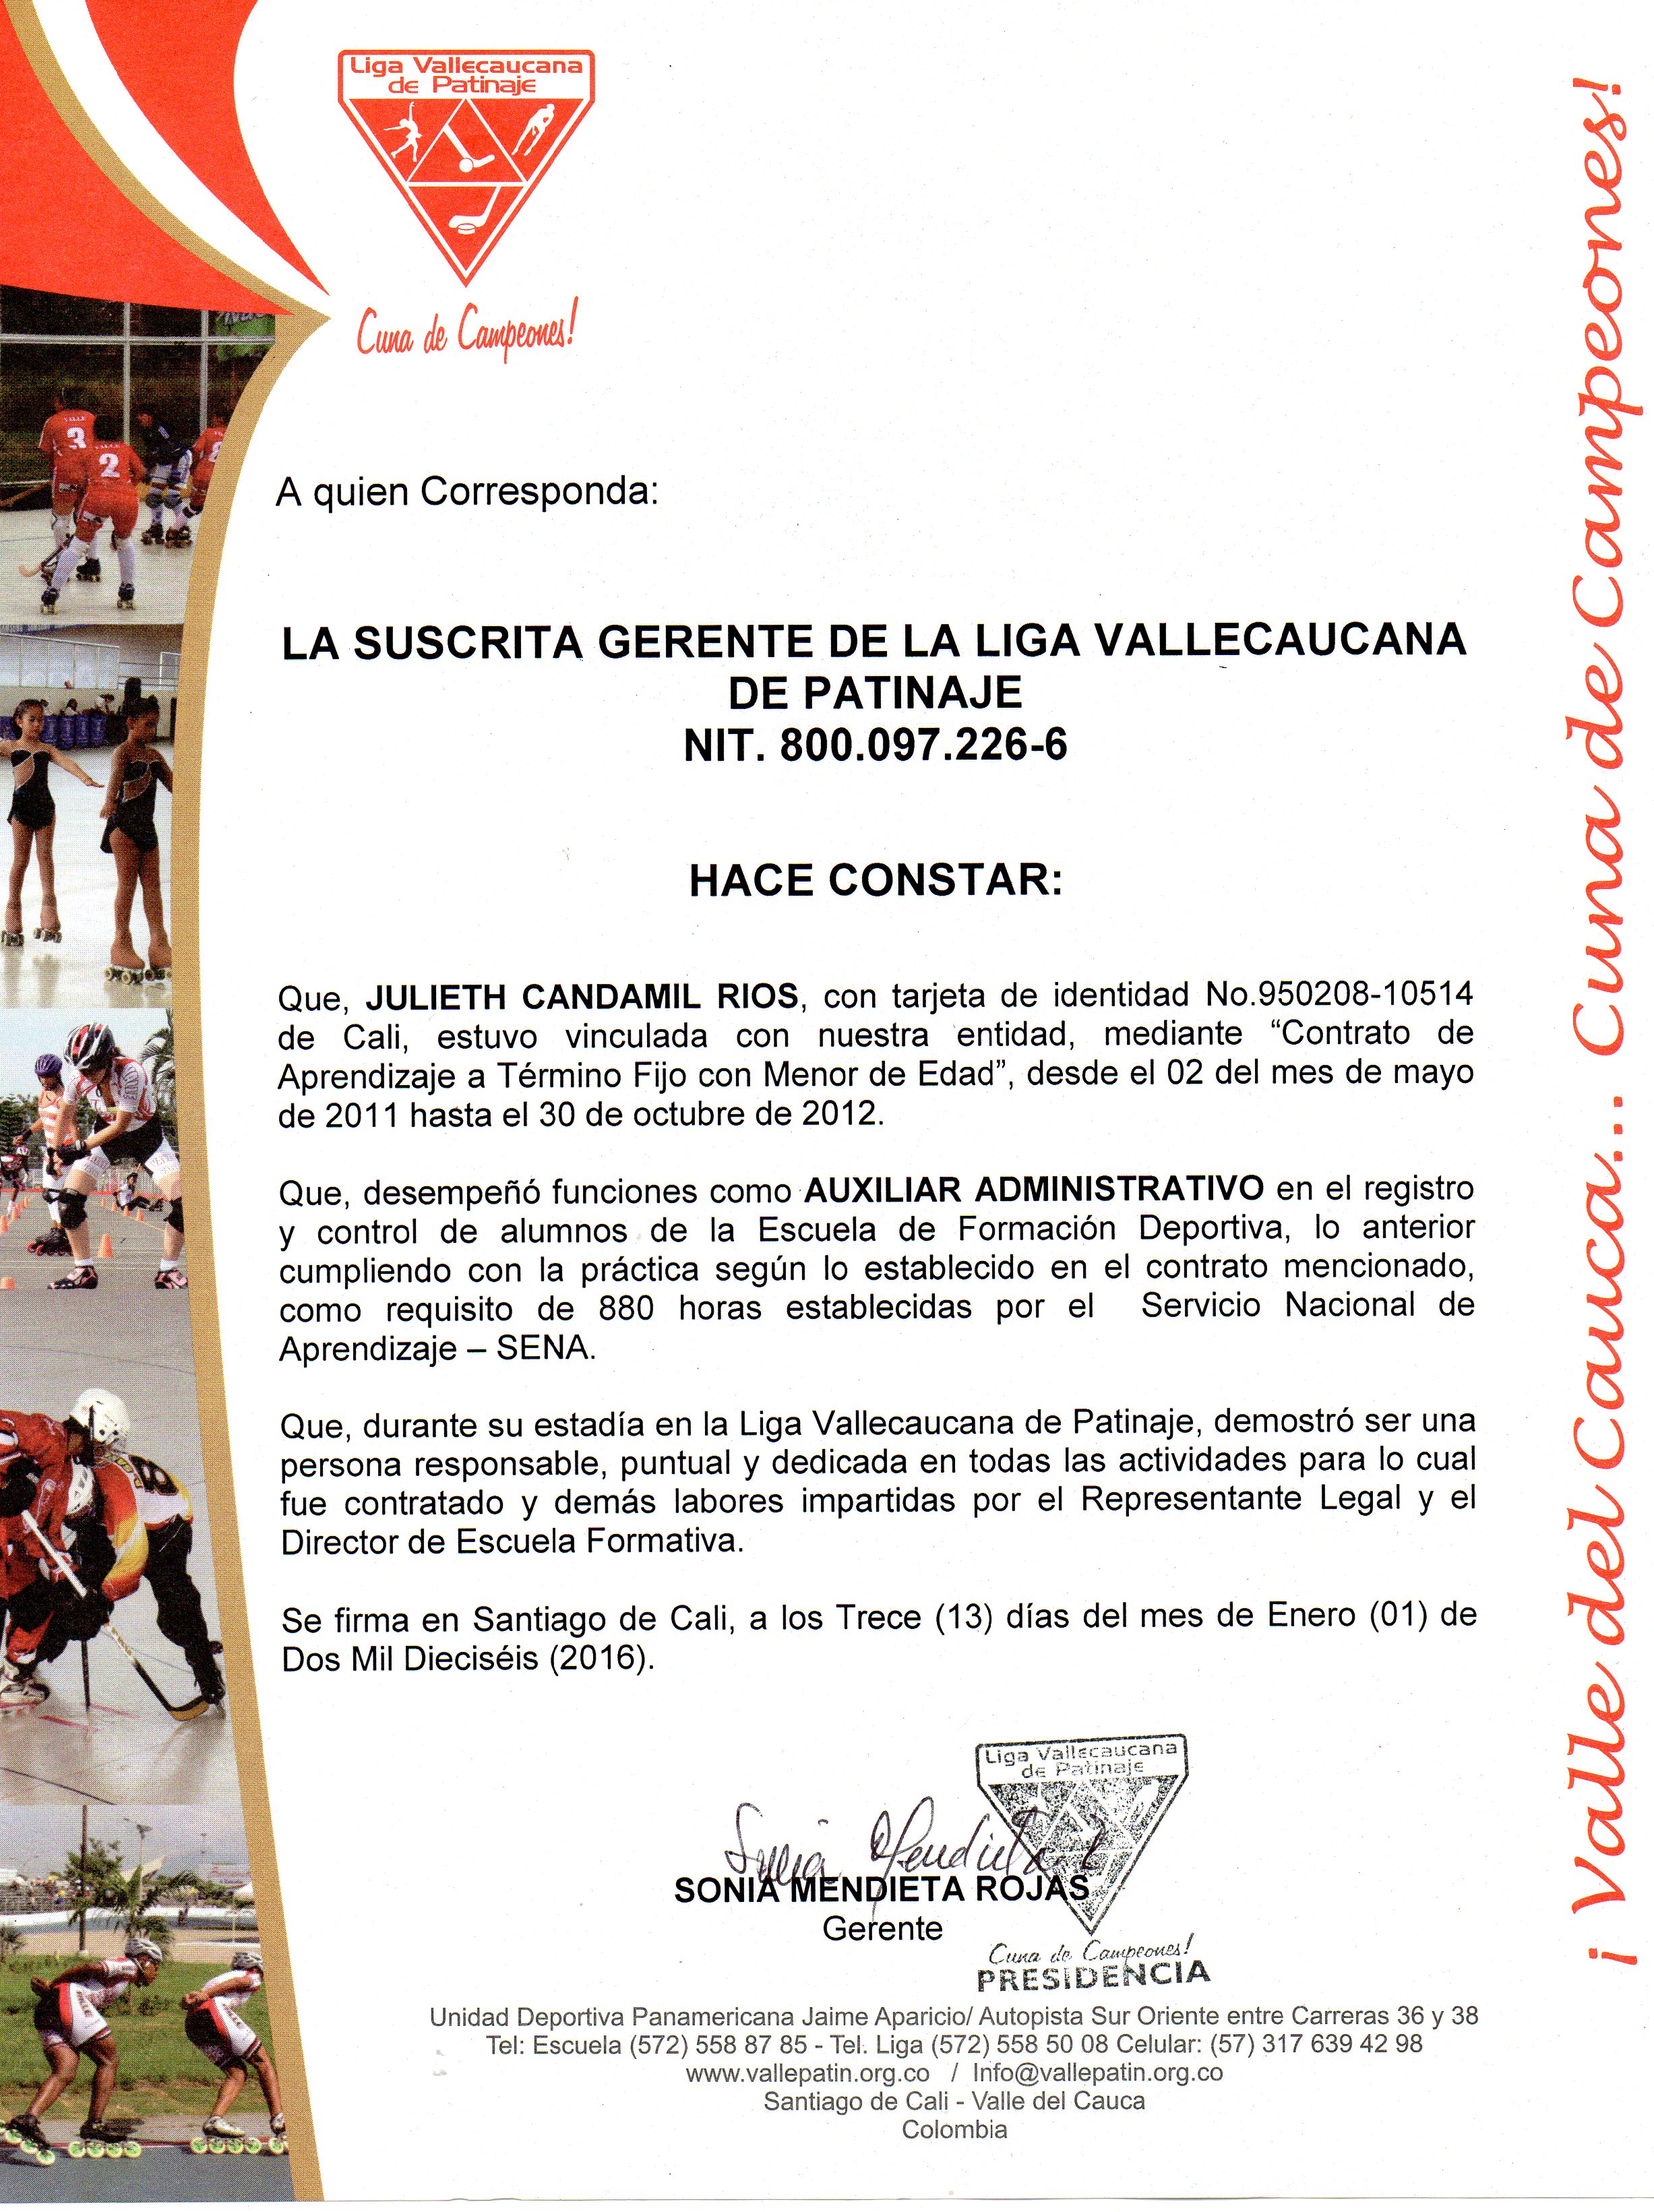 Liga Vallecaucana
de Patinaje
Cuna de Campeones!
A quien Corresponda:
LA SUSCRITA GERENTE DE LA LIGA VALLECAUCANA
DE PATINAJE
NIT. 800.097.226-6
HACE CONSTAR:
Que, JULIETH CANDAMIL RIOS, con tarjeta de identidad No.950208-10514
de Cali, estuvo vinculada con nuestra entidad, mediante “Contrato de
Aprendizaje a Término Fijo con Menor de Edad”, desde el 02 del mes de mayo
de 2011 hasta el 30 de octubre de 2012.
Que, desempeñó funciones como AUXILIAR ADMINISTRATIVO en el registro
y control de alumnos de la Escuela de Formación Deportiva, lo anterior
cumpliendo con la práctica según lo establecido en el contrato mencionado,
como requisito de 880 horas establecidas por el Servicio Nacional de
Aprendizaje – SENA.
Que, durante su estadía en la Liga Vallecaucana de Patinaje, demostró ser una
persona responsable, puntual y dedicada en todas las actividades para lo cual
fue contratado y demás labores impartidas por el Representante Legal y el
Director de Escuela Formativa.
Se firma en Santiago de Cali, a los Trece (13) días del mes de Enero (01) de
Dos Mil Dieciséis (2016).
Liga Vallecaucana
de Patinaje
Sonia Mendieta R
SONIA MENDIETA ROJAS
Gerente
Cuna de Campeones!
PRESIDENCIA
Unidad Deportiva Panamericana Jaime Aparicio/ Autopista Sur Oriente entre Carreras 36 y 38
Tel: Escuela (572) 558 87 85 - Tel. Liga (572) 558 50 08 Celular: (57) 317 639 42 98
www.vallepatin.org.co / Info@vallepatin.org.co
Santiago de Cali - Valle del Cauca
Colombia
¡ Valle del Cauca... Cuna de Campeones!
3
2
8